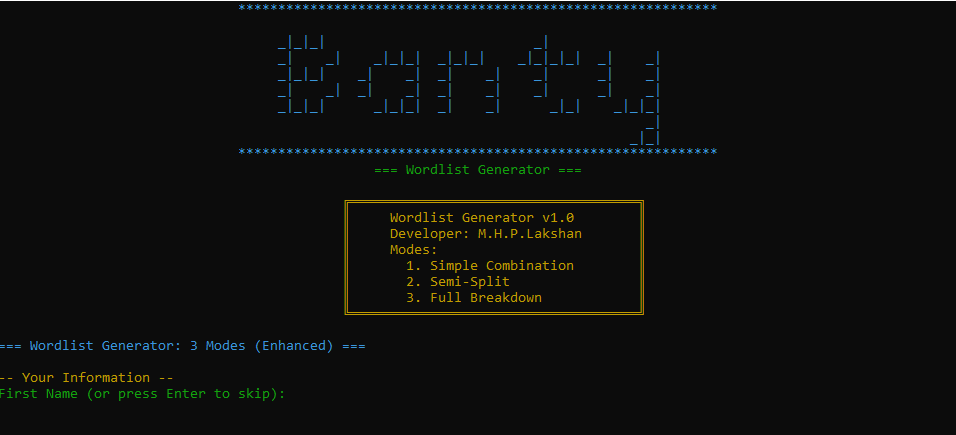 ************************************************************
Banty
************************************************************
=== Wordlist Generator ===
Wordlist Generator v1.0
Developer: M.H.P.Lakshan
Modes:
1. Simple Combination
2. Semi-Split
3. Full Breakdown
=== Wordlist Generator: 3 Modes (Enhanced) ===
-- Your Information --
First Name (or press Enter to skip):